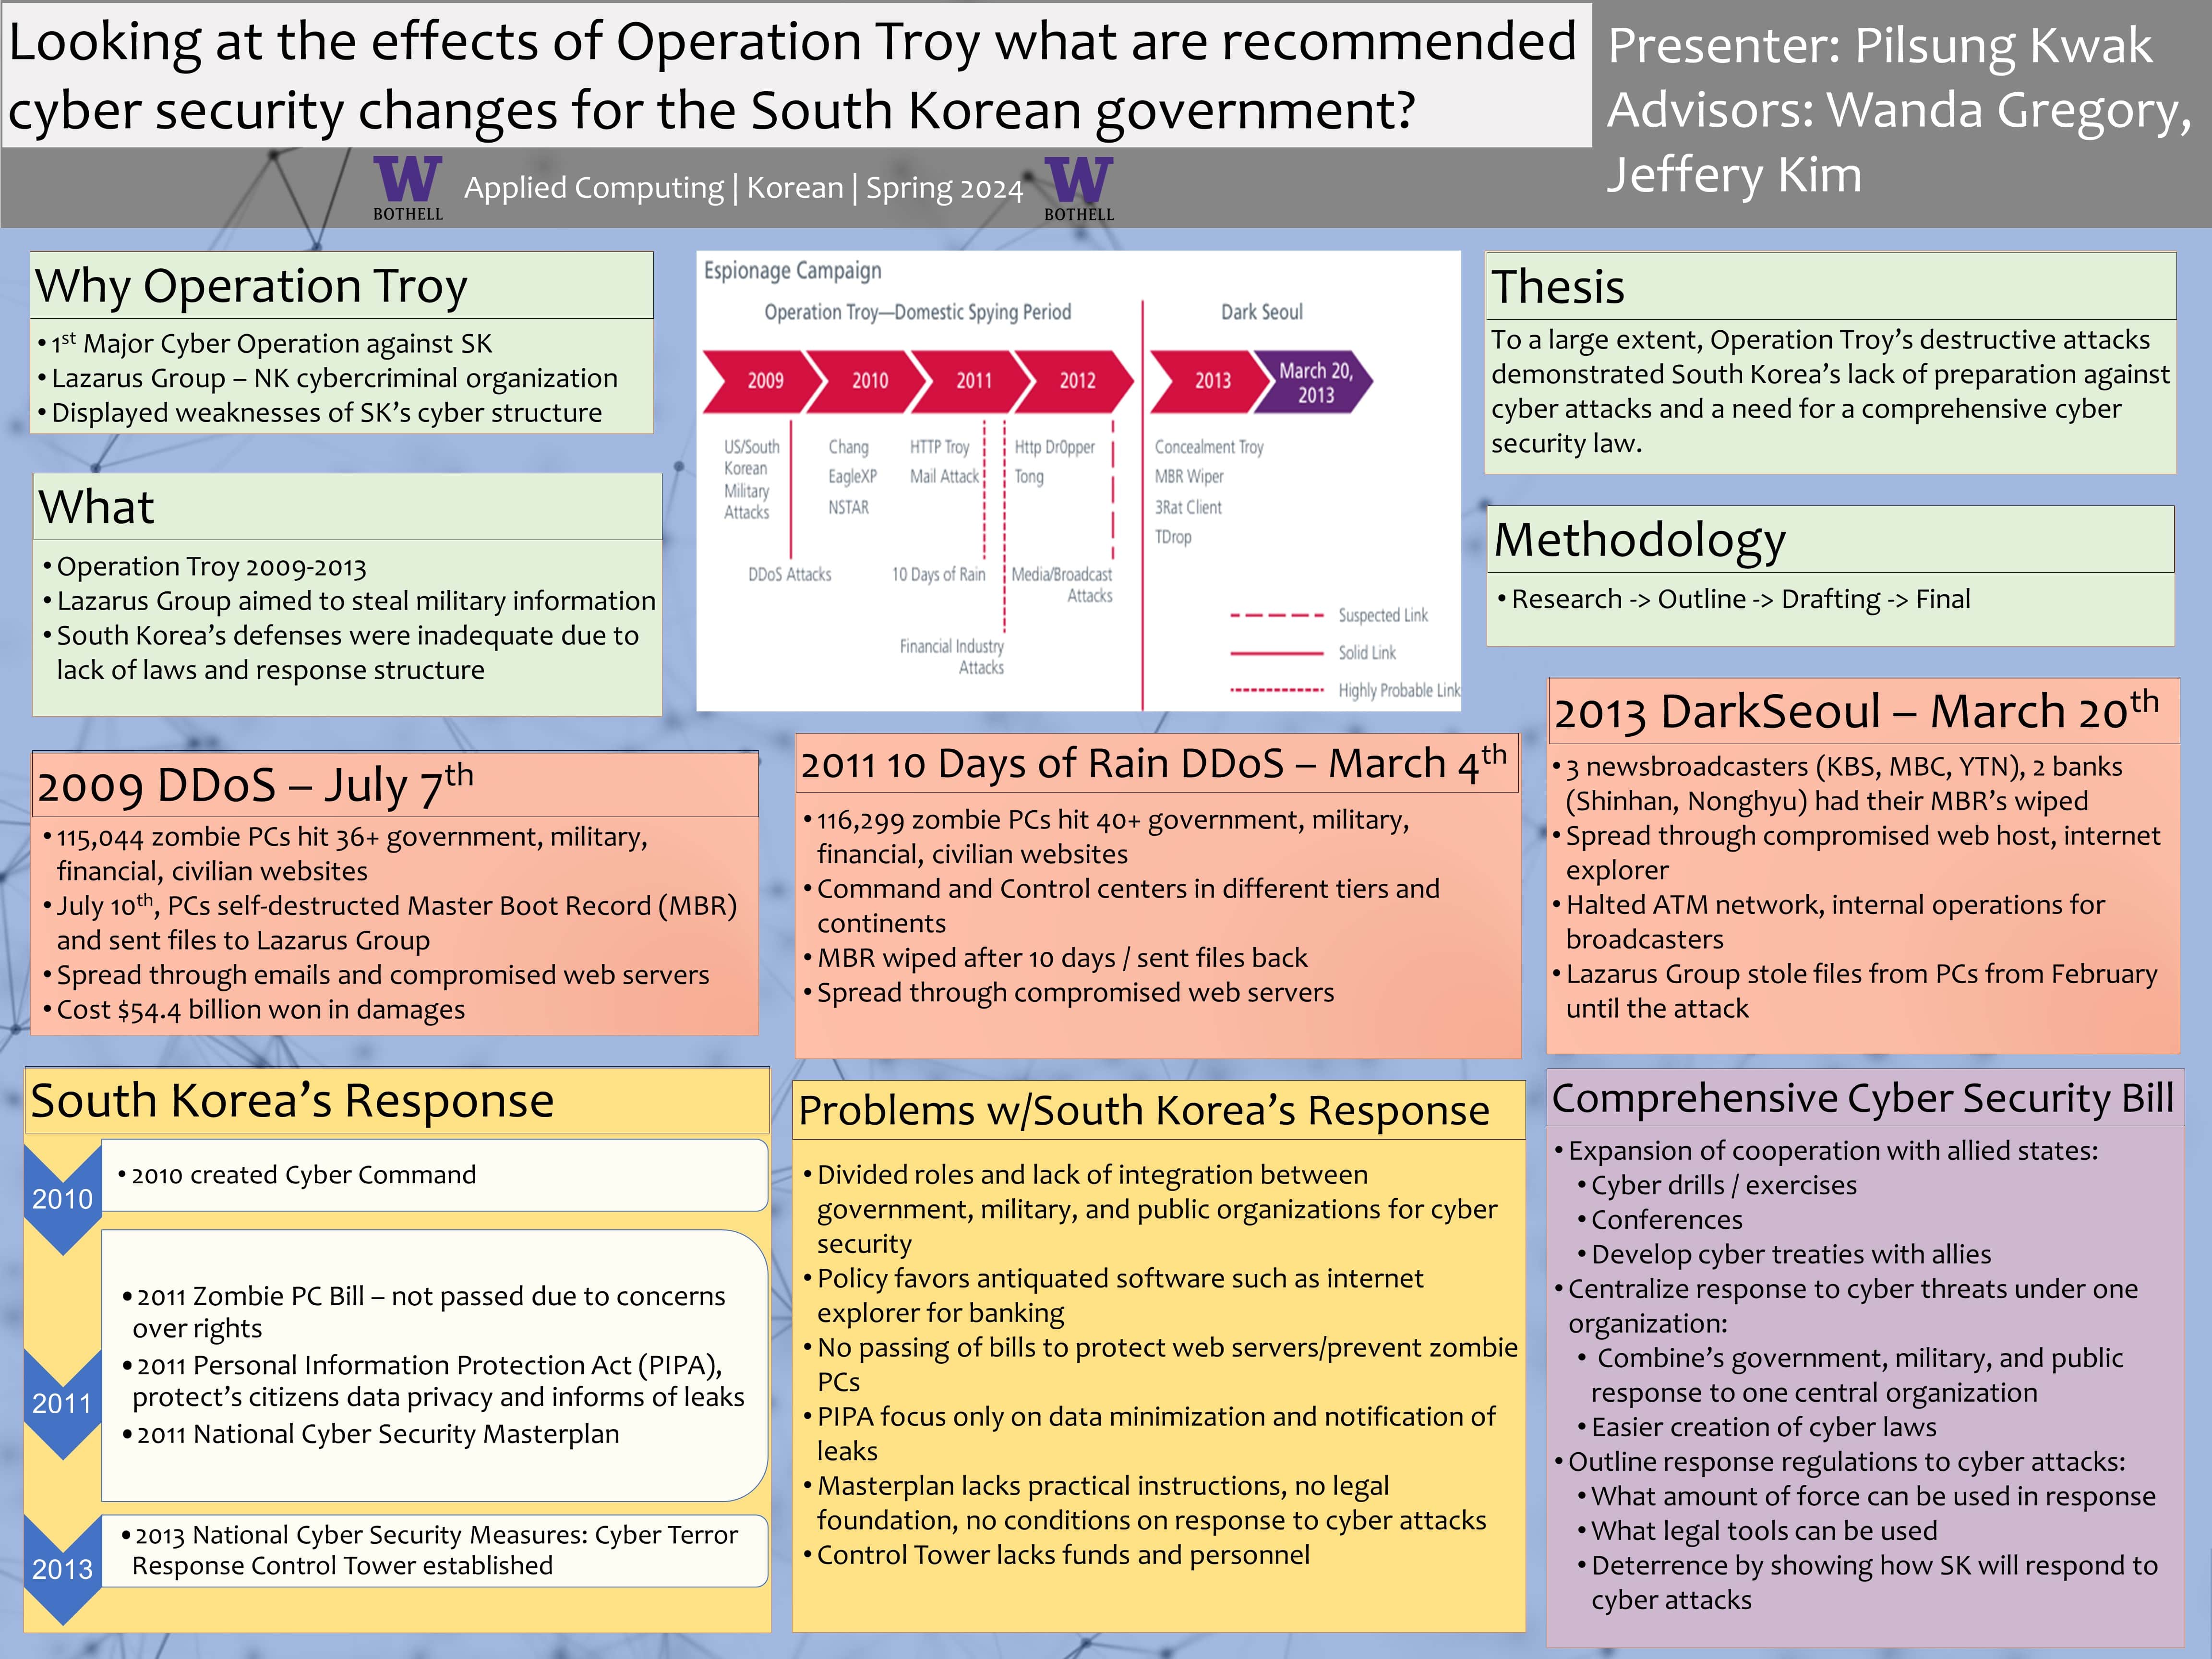 Looking at the effects of Operation Troy what are recommended
cyber security changes for the South Korean government?
Presenter: Pilsung Kwak
Advisors: Wanda Gregory,
Jeffery Kim
W
BOTHELL
Applied Computing | Korean | Spring 2024
W
BOTHELL
Why Operation Troy
• 1st Major Cyber Operation against SK
• Lazarus Group – NK cybercriminal organization
• Displayed weaknesses of SK's cyber structure
What
• Operation Troy 2009-2013
• Lazarus Group aimed to steal military information
• South Korea's defenses were inadequate due to
lack of laws and response structure
Espionage Campaign
Operation Troy—Domestic Spying Period
Dark Seoul
2009
2010
2011
2012
2013
March 20,
2013
US/South
Korean
Military
Attacks
Chang
EagleXP
NSTAR
HTTP Troy
Mail Attack
Http Dr0pper
Tong
Concealment Troy
MBR Wiper
3Rat Client
TDrop
DDoS Attacks
10 Days of Rain
Media/Broadcast
Attacks
Financial Industry
Attacks
Suspected Link
Solid Link
Highly Probable Link
Thesis
To a large extent, Operation Troy's destructive attacks
demonstrated South Korea's lack of preparation against
cyber attacks and a need for a comprehensive cyber
security law.
Methodology
• Research -> Outline -> Drafting -> Final
2009 DDoS – July 7th
• 115,044 zombie PCs hit 36+ government, military,
financial, civilian websites
• July 10th, PCs self-destructed Master Boot Record (MBR)
and sent files to Lazarus Group
• Spread through emails and compromised web servers
• Cost $54.4 billion won in damages
2011 10 Days of Rain DDoS – March 4th
• 116,299 zombie PCs hit 40+ government, military,
financial, civilian websites
• Command and Control centers in different tiers and
continents
• MBR wiped after 10 days / sent files back
• Spread through compromised web servers
2013 DarkSeoul – March 20th
• 3 newsbroadcasters (KBS, MBC, YTN), 2 banks
(Shinhan, Nonghyu) had their MBR's wiped
• Spread through compromised web host, internet
explorer
• Halted ATM network, internal operations for
broadcasters
• Lazarus Group stole files from PCs from February
until the attack
South Korea's Response
2010
• 2010 created Cyber Command
2011
• 2011 Zombie PC Bill – not passed due to concerns
over rights
• 2011 Personal Information Protection Act (PIPA),
protect's citizens data privacy and informs of leaks
• 2011 National Cyber Security Masterplan
2013
• 2013 National Cyber Security Measures: Cyber Terror
Response Control Tower established
Problems w/South Korea's Response
• Divided roles and lack of integration between
government, military, and public organizations for cyber
security
• Policy favors antiquated software such as internet
explorer for banking
• No passing of bills to protect web servers/prevent zombie
PCs
• PIPA focus only on data minimization and notification of
leaks
• Masterplan lacks practical instructions, no legal
foundation, no conditions on response to cyber attacks
• Control Tower lacks funds and personnel
Comprehensive Cyber Security Bill
• Expansion of cooperation with allied states:
• Cyber drills / exercises
• Conferences
• Develop cyber treaties with allies
• Centralize response to cyber threats under one
organization:
• Combine's government, military, and public
response to one central organization
• Easier creation of cyber laws
• Outline response regulations to cyber attacks:
• What amount of force can be used in response
• What legal tools can be used
• Deterrence by showing how SK will respond to
cyber attacks